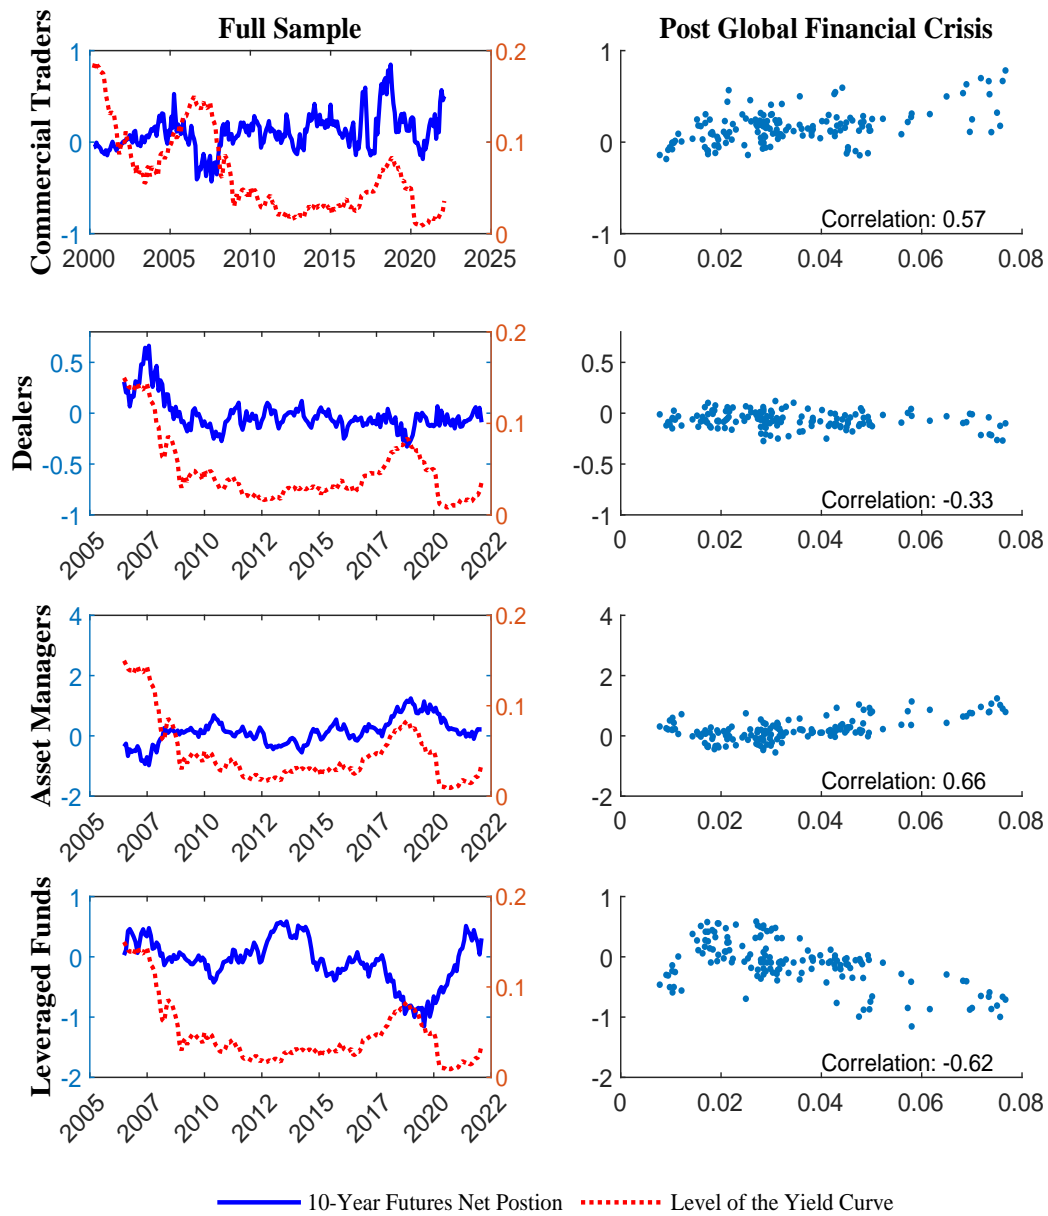 Full Sample
Post Global Financial Crisis
Commercial Traders
1
0
-1
0.2
0.1
0
2000 2005 2010 2015 2020 2025
1
0
-1
Correlation: 0.57
0 0.02 0.04 0.06 0.08
Dealers
0.5
0
-0.5
-1
0.2
0.1
0
2005 2007 2010 2012 2015 2017 2020 2022
0.5
0
-0.5
-1
Correlation: -0.33
0 0.02 0.04 0.06 0.08
Asset Managers
4
2
0
-2
0.2
0.1
0
2005 2007 2010 2012 2015 2017 2020 2022
4
2
0
-2
Correlation: 0.66
0 0.02 0.04 0.06 0.08
Leveraged Funds
1
0
-1
-2
0.2
0.1
0
2005 2007 2010 2012 2015 2017 2020 2022
1
0
-1
-2
Correlation: -0.62
0 0.02 0.04 0.06 0.08
10-Year Futures Net Postion Level of the Yield Curve